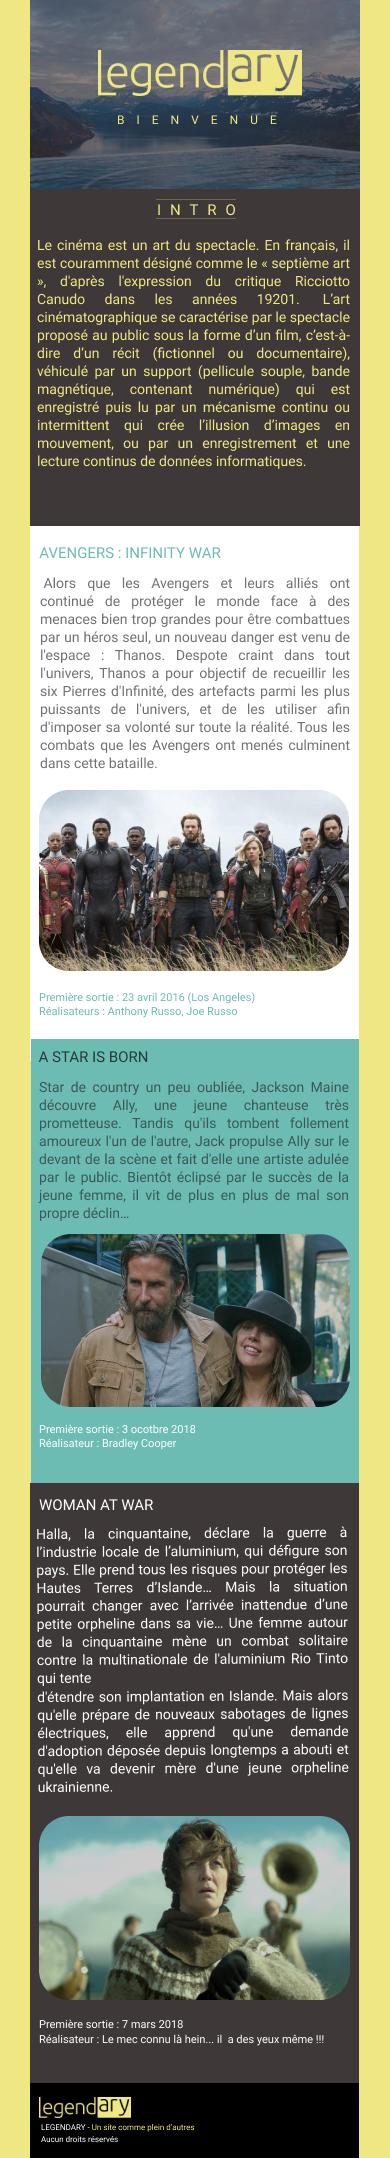 Legendary
BIENVENUE
INTRO
Le cinéma est un art du spectacle. En français, il
est couramment désigné comme le « septième art
», d'après l'expression du critique Ricciotto
Canudo dans les années 19201. L'art
cinématographique se caractérise par le spectacle
proposé au public sous la forme d'un film, c'est-à-
dire d'un récit (fictionnel ou documentaire),
véhiculé par un support (pellicule souple, bande
magnétique, contenant numérique) qui est
enregistré puis lu par un mécanisme continu ou
intermittent qui crée l'illusion d'images en
mouvement, ou par un enregistrement et une
lecture continus de données informatiques.
AVENGERS : INFINITY WAR
Alors que les Avengers et leurs alliés ont
continué de protéger le monde face à des
menaces bien trop grandes pour être combattues
par un héros seul, un nouveau danger est venu de
l'espace : Thanos. Despote craint dans tout
l'univers, Thanos a pour objectif de recueillir les
six Pierres d'Infinité, des artefacts parmi les plus
puissants de l'univers, et de les utiliser afin
d'imposer sa volonté sur toute la réalité. Tous les
combats que les Avengers ont menés culminent
dans cette bataille.
Première sortie : 23 avril 2016 (Los Angeles)
Réalisateurs : Anthony Russo, Joe Russo
A STAR IS BORN
Star de country un peu oubliée, Jackson Maine
découvre Ally, une jeune chanteuse très
prometteuse. Tandis qu'ils tombent follement
amoureux l'un de l'autre, Jack propulse Ally sur le
devant de la scène et fait d'elle une artiste adulée
par le public. Bientôt éclipsé par le succès de la
jeune femme, il vit de plus en plus de mal son
propre déclin…
Première sortie : 3 ocotbre 2018
Réalisateur : Bradley Cooper
WOMAN AT WAR
Halla, la cinquantaine, déclare la guerre à
l'industrie locale de l'aluminium, qui défigure son
pays. Elle prend tous les risques pour protéger les
Hautes Terres d'Islande… Mais la situation
pourrait changer avec l'arrivée inattendue d'une
petite orpheline dans sa vie… Une femme autour
de la cinquantaine mène un combat solitaire
contre la multinationale de l'aluminium Rio Tinto
qui tente
d'étendre son implantation en Islande. Mais alors
qu'elle prépare de nouveaux sabotages de lignes
électriques, elle apprend qu'une demande
d'adoption déposée depuis longtemps a abouti et
qu'elle va devenir mère d'une jeune orpheline
ukrainienne.
Première sortie : 7 mars 2018
Réalisateur : Le mec connu là hein... il a des yeux même !!!
legendary
LEGENDARY - Un site comme plein d'autres
Aucun droits réservés